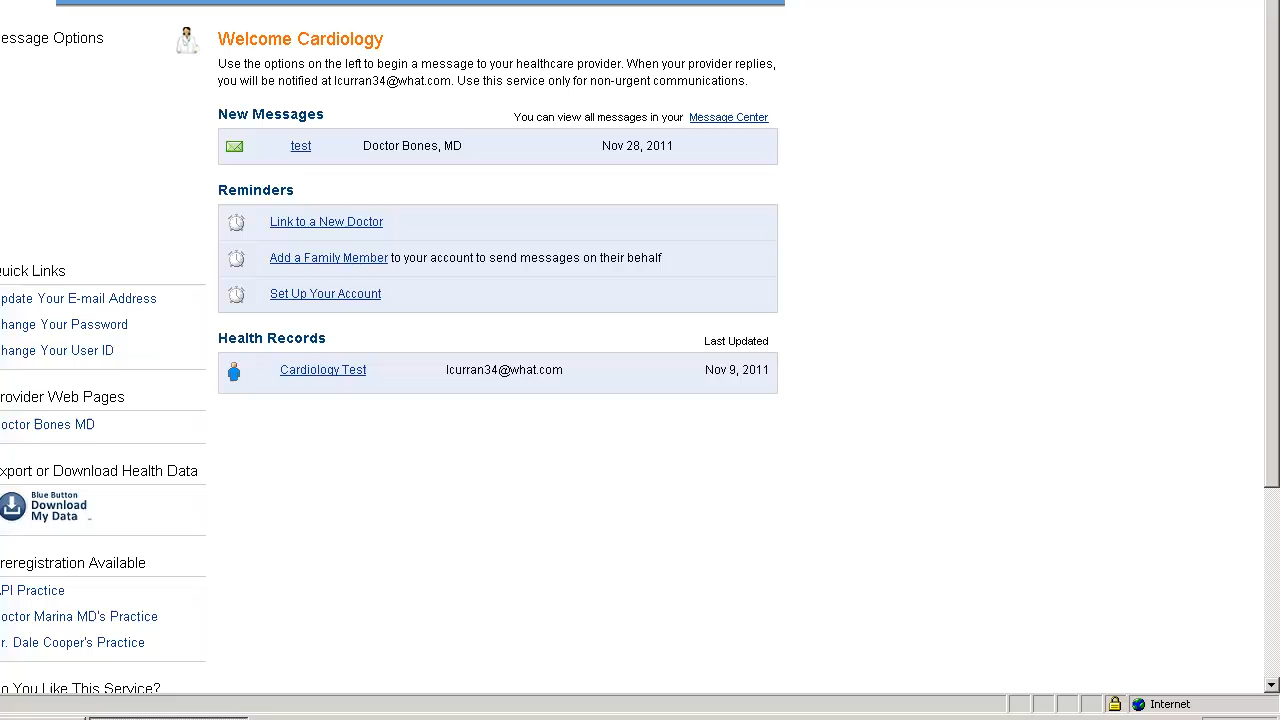 essage Options
Welcome Cardiology
Use the options on the left to begin a message to your healthcare provider. When your provider replies,
you will be notified at lcurran34@what.com. Use this service only for non-urgent communications.
New Messages
You can view all messages in your Message Center
test Doctor Bones, MD Nov 28, 2011
Reminders
Link to a New Doctor
Add a Family Member to your account to send messages on their behalf
Set Up Your Account
Health Records Last Updated
Cardiology Test lcurran34@what.com Nov 9, 2011
uick Links
pdate Your E-mail Address
hange Your Password
hange Your User ID
rovider Web Pages
octor Bones MD
xport or Download Health Data
Blue Button
Download
My Data
reregistration Available
PI Practice
octor Marina MD's Practice
r. Dale Cooper's Practice
o You Like This Service?
Internet